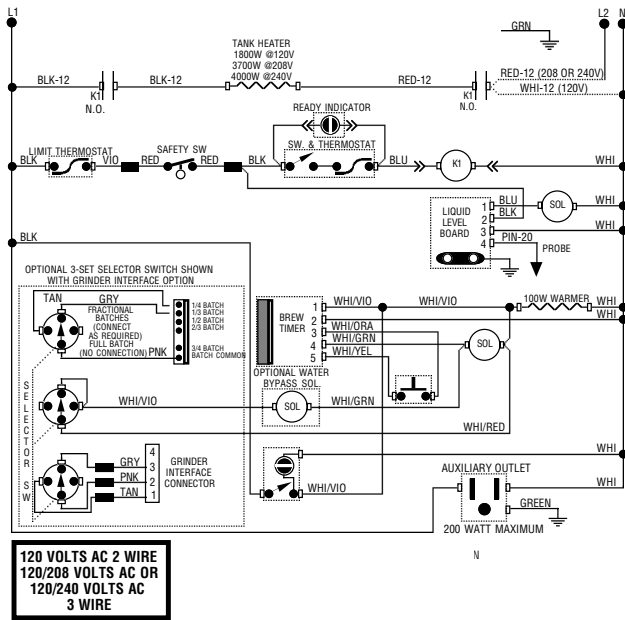 L1
L2 N
GRN
TANK HEATER
1800W @120V
3700W @208V
4000W @240V
BLK-12
BLK-12
RED-12
RED-12 (208 OR 240V)
WHI-12 (120V)
K1
N.O.
K1
N.O.
READY INDICATOR
LIMIT THERMOSTAT
SAFETY SW
SW. & THERMOSTAT
BLK
VIO
RED
RED
BLK
BLU
K1
WHI
LIQUID
LEVEL
BOARD
1
2
3
4
BLU
BLK
SOL
WHI
WHI
PIN-20
PROBE
BLK
OPTIONAL 3-SET SELECTOR SWITCH SHOWN
WITH GRINDER INTERFACE OPTION
TAN
GRY
FRACTIONAL
BATCHES
(CONNECT
AS REQUIRED)
FULL BATCH
(NO CONNECTION)
PNK
1/4 BATCH
1/3 BATCH
1/2 BATCH
2/3 BATCH
3/4 BATCH
BATCH COMMON
BREW
TIMER
1
2
3
4
5
WHI/VIO
WHI/VIO
100W WARMER
WHI
WHI
WHI/ORA
WHI/GRN
WHI/YEL
SOL
OPTIONAL WATER
BYPASS SOL.
SOL
WHI/VIO
WHI/GRN
WHI/RED
SELECTOR SW
GRY
PNK
TAN
4
3
2
1
GRINDER
INTERFACE
CONNECTOR
WHI/VIO
WHI
AUXILIARY OUTLET
WHI
GREEN
200 WATT MAXIMUM
N
120 VOLTS AC 2 WIRE
120/208 VOLTS AC OR
120/240 VOLTS AC
3 WIRE